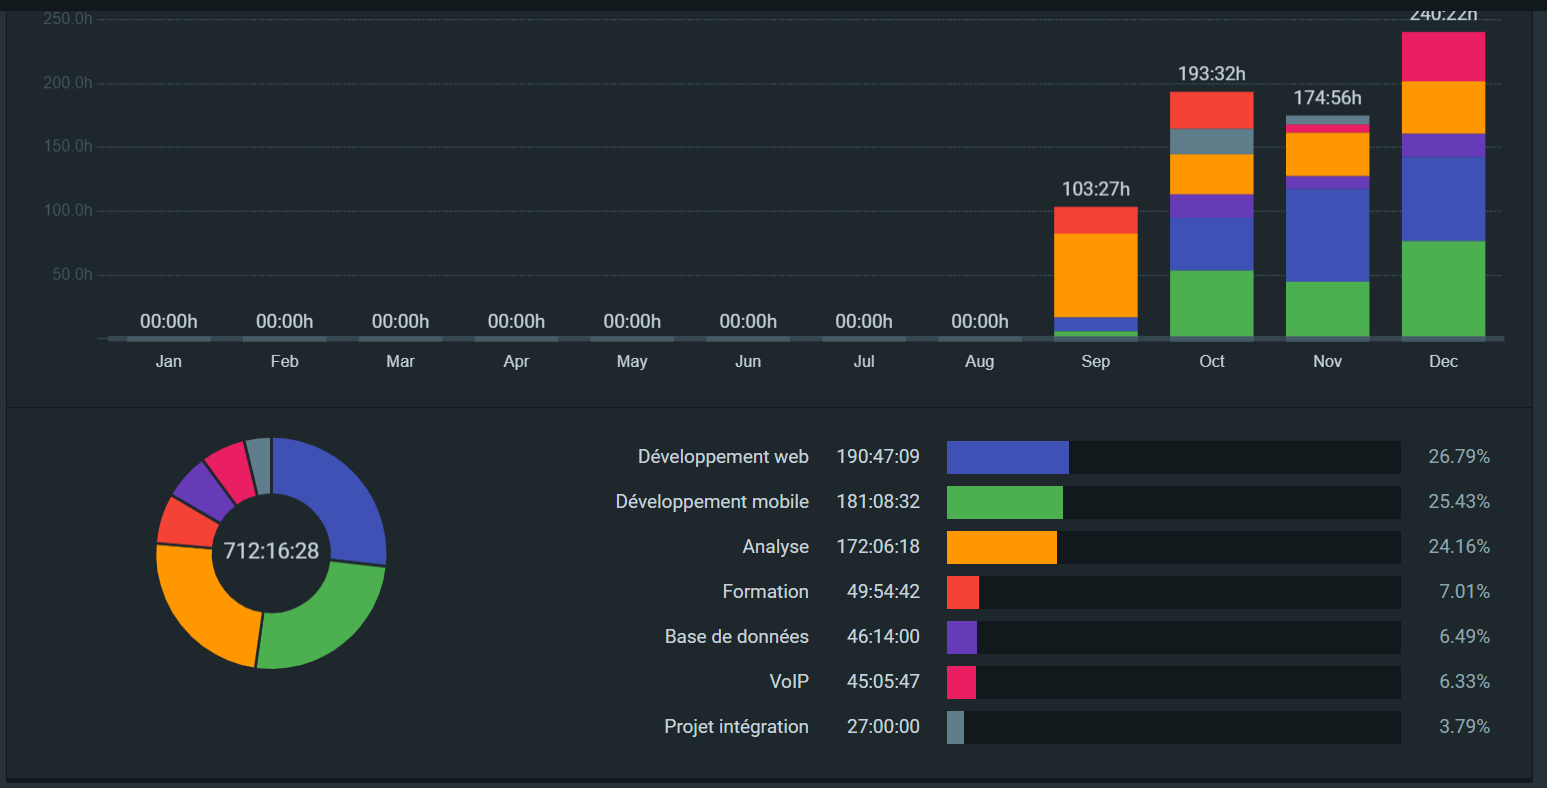 250.0h
240:22h
200.0h
193:32h
174:56h
150.0h
103:27h
100.0h
50.0h
00:00h 00:00h 00:00h 00:00h 00:00h 00:00h 00:00h 00:00h
Jan Feb Mar Apr May Jun Jul Aug Sep Oct Nov Dec
712:16:28
Développement web 190:47:09 26.79%
Développement mobile 181:08:32 25.43%
Analyse 172:06:18 24.16%
Formation 49:54:42 7.01%
Base de données 46:14:00 6.49%
VoIP 45:05:47 6.33%
Projet intégration 27:00:00 3.79%